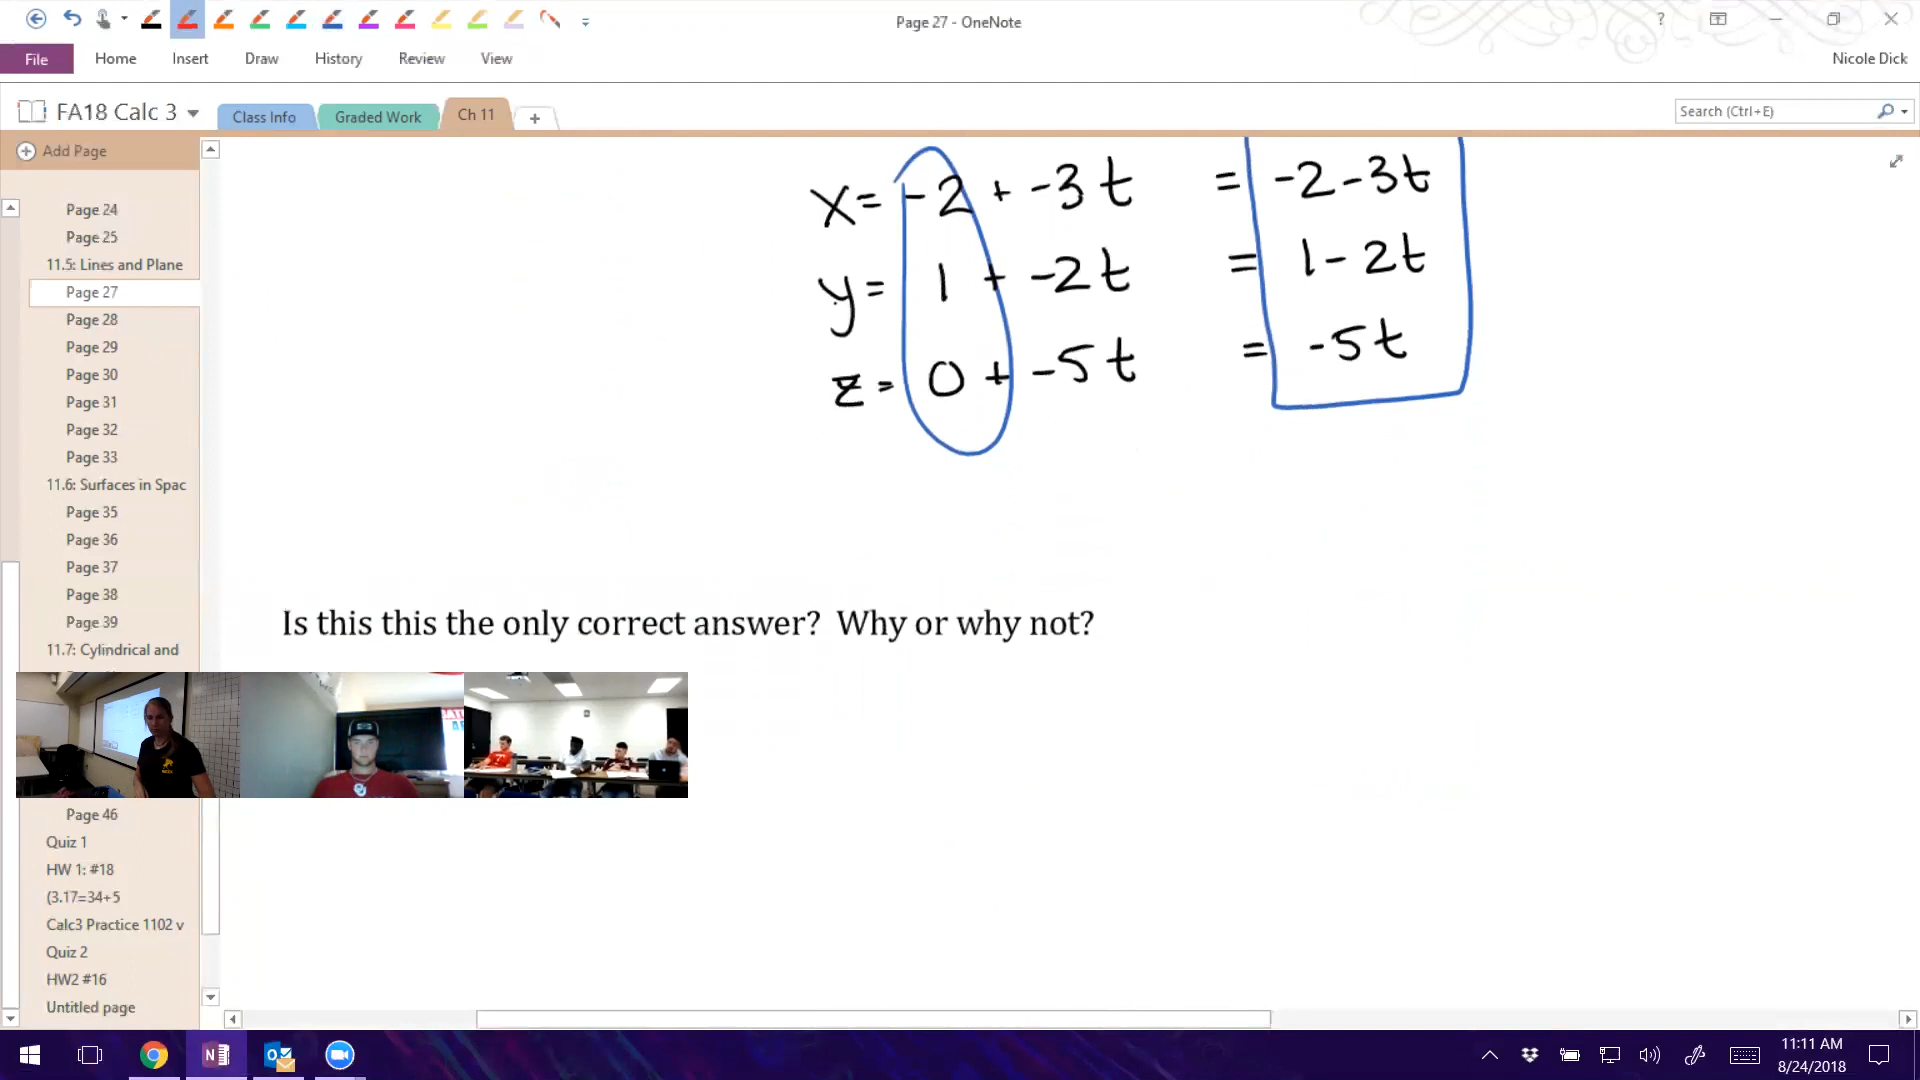 Page 27 - OneNote
?
File
Home
Insert
Draw
History
Review
View
Nicole Dick
FA18 Calc 3
Class Info
Graded Work
Ch 11
+
Search (Ctrl+E)
Add Page
Page 24
Page 25
11.5: Lines and Plane
Page 27
Page 28
Page 29
Page 30
Page 31
Page 32
Page 33
11.6: Surfaces in Spac
Page 35
Page 36
Page 37
Page 38
Page 39
11.7: Cylindrical and
Page 46
Quiz 1
HW 1: #18
(3.17=34+5
Calc3 Practice 1102 v
Quiz 2
HW2 #16
Untitled page
x = -2 + -3t = -2-3t
y = 1 + -2t = 1-2t
z = 0 + -5t = -5t
Is this this the only correct answer?  Why or why not?
11:11 AM
8/24/2018